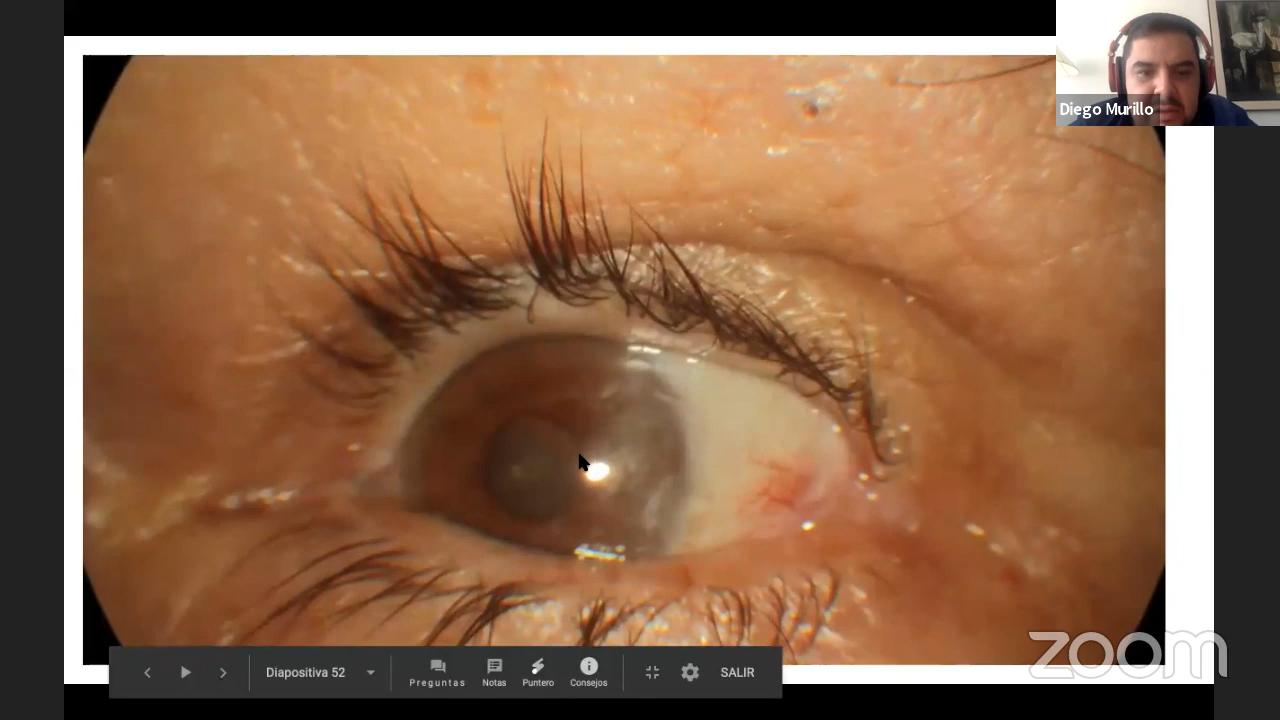 Diego Murillo
zoom
Diapositiva 52
Preguntas
Notas
Puntero
Consejos
SALIR